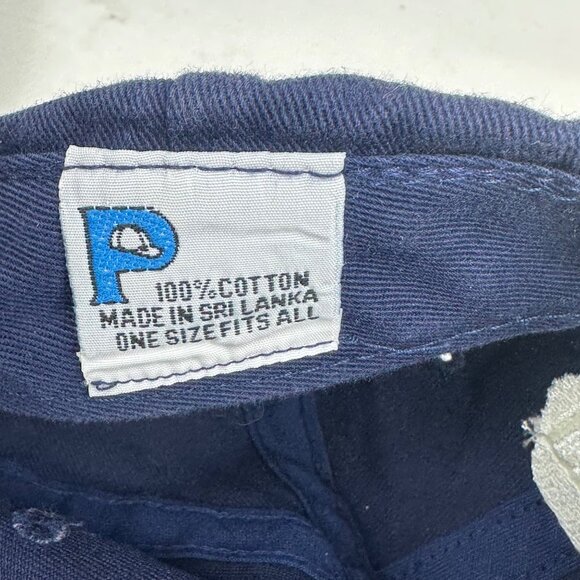 P
100% COTTON
MADE IN SRI LANKA
ONE SIZE FITS ALL